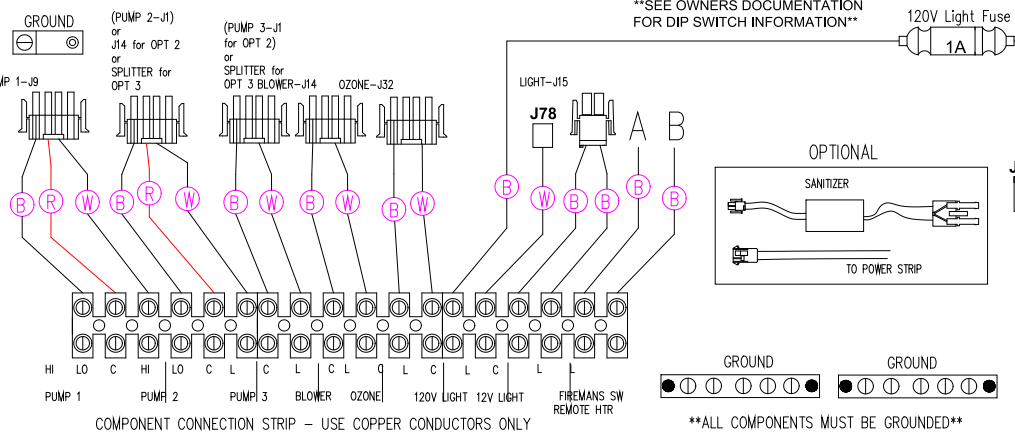 **SEE OWNERS DOCUMENTATION
FOR DIP SWITCH INFORMATION**
GROUND
(PUMP 2-J1)
or
J14 for OPT 2
or
SPLITTER for
OPT 3
(PUMP 3-J1
for OPT 2)
or
SPLITTER for
OPT 3 BLOWER-J14 OZONE-J32
MP 1-J9
120V Light Fuse
1A
LIGHT-J15
J78
A B
B R W B R W B W B W B W B W B B B B
OPTIONAL
SANITIZER
TO POWER STRIP
J
HI LO C HI LO C L C L C L C L C L L
PUMP 1 PUMP 2 PUMP 3 BLOWER OZONE 120V LIGHT 12V LIGHT FIREMANS SW
REMOTE HTR
COMPONENT CONNECTION STRIP - USE COPPER CONDUCTORS ONLY
GROUND GROUND
**ALL COMPONENTS MUST BE GROUNDED**